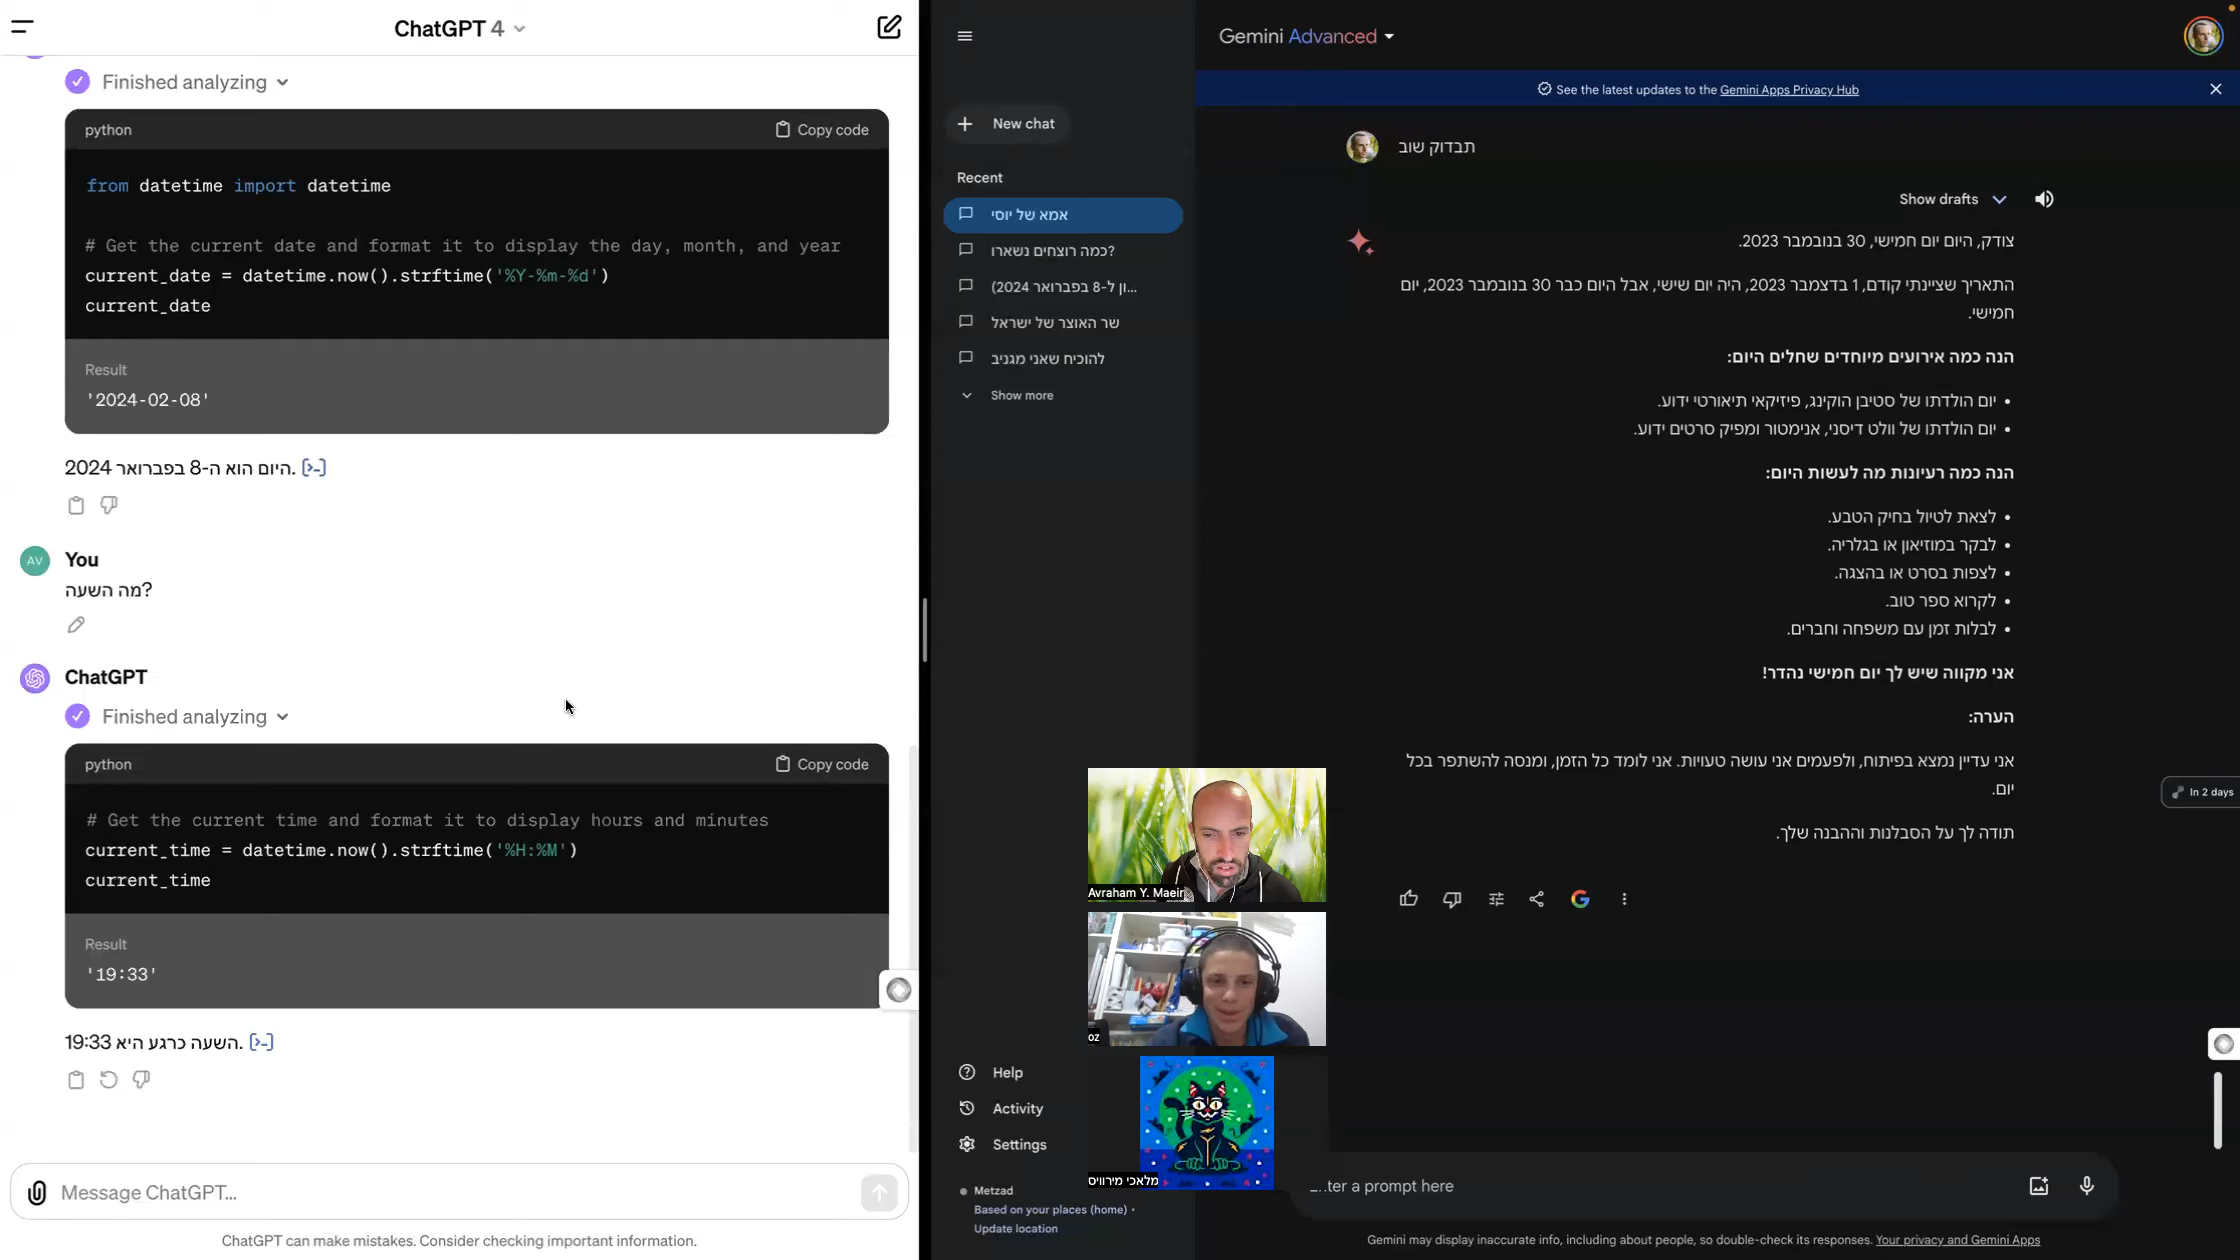 ChatGPT 4
Finished analyzing
python
Copy code
from datetime import datetime
# Get the current date and format it to display the day, month, and year
current_date = datetime.now().strftime('%Y-%m-%d')
current_date
Result
'2024-02-08'
היום הוא ה-8 בפברואר 2024.
AV
You
מה השעה?
ChatGPT
Finished analyzing
python
Copy code
# Get the current time and format it to display hours and minutes
current_time = datetime.now().strftime('%H:%M')
current_time
Result
'19:33'
השעה כרגע היא 19:33.
Message ChatGPT...
ChatGPT can make mistakes. Consider checking important information.
New chat
Recent
אמא של יוסי
כמה רוצחים נשארו?
...ון ל-8 בפברואר 2024)
שר האוצר של ישראל
להוכיח שאני מגניב
Show more
Help
Activity
Settings
Metzad
Based on your places (home) •
Update location
Gemini Advanced
See the latest updates to the Gemini Apps Privacy Hub
תבדוק שוב
Show drafts
צודק, היום יום חמישי, 30 בנובמבר 2023.
התאריך שציינתי קודם, 1 בדצמבר 2023, היה יום שישי, אבל היום כבר 30 בנובמבר 2023, יום
חמישי.
הנה כמה אירועים מיוחדים שחלים היום:
• יום הולדתו של סטיבן הוקינג, פיזיקאי תיאורטי ידוע.
• יום הולדתו של וולט דיסני, אנימטור ומפיק סרטים ידוע.
הנה כמה רעיונות מה לעשות היום:
• לצאת לטיול בחיק הטבע.
• לבקר במוזיאון או בגלריה.
• לצפות בסרט או בהצגה.
• לקרוא ספר טוב.
• לבלות זמן עם משפחה וחברים.
אני מקווה שיש לך יום חמישי נהדר!
הערה:
אני עדיין נמצא בפיתוח, ולפעמים אני עושה טעויות. אני לומד כל הזמן, ומנסה להשתפר בכל
יום.
תודה לך על הסבלנות וההבנה שלך.
In 2 days
Avraham Y. Maeir
oz
מלאכי מירוויס
Enter a prompt here
Gemini may display inaccurate info, including about people, so double-check its responses. Your privacy and Gemini Apps